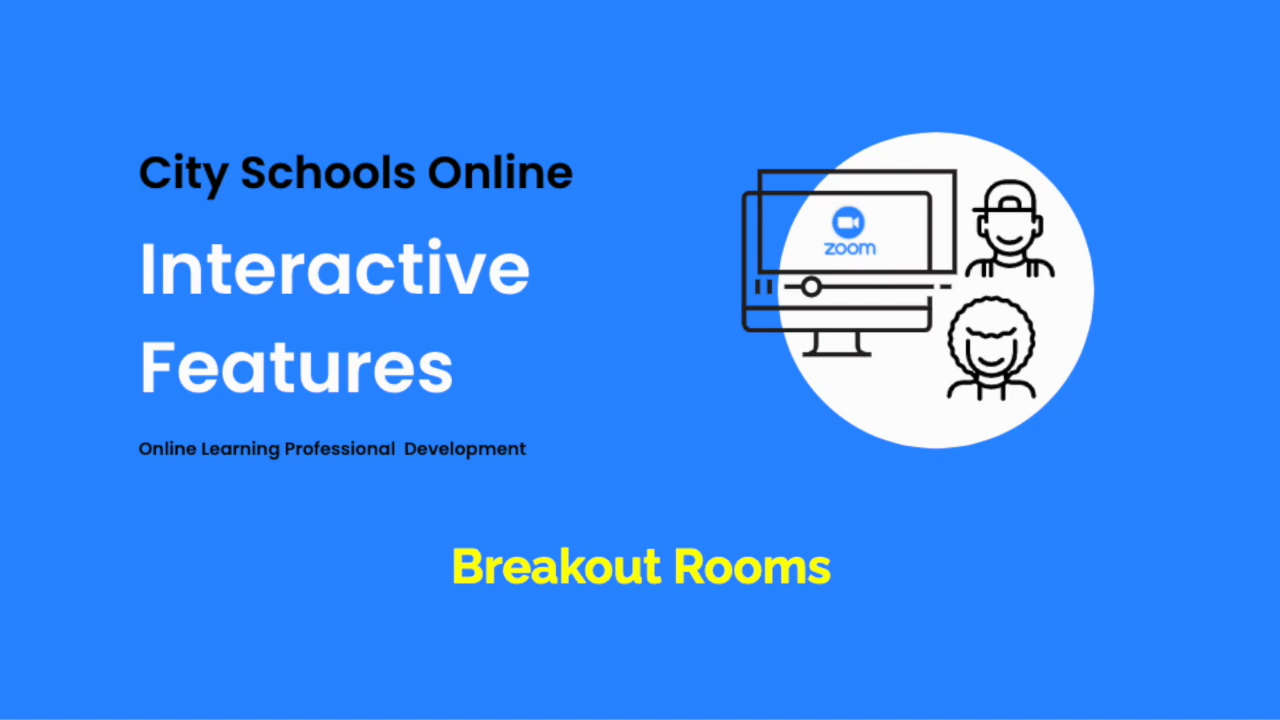 City Schools Online
Interactive
Features
Online Learning Professional Development
zoom
Breakout Rooms